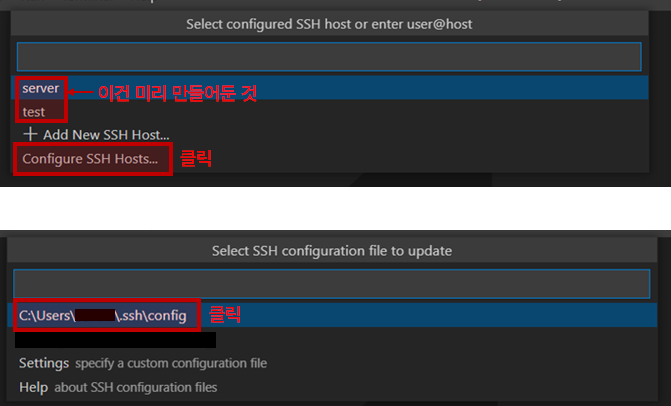 Select configured SSH host or enter user@host
server
이건 미리 만들어둔 것
test
+ Add New SSH Host...
Configure SSH Hosts... 클릭
Select SSH configuration file to update
C:\Users\ \.ssh\config 클릭
Settings specify a custom configuration file
Help about SSH configuration files